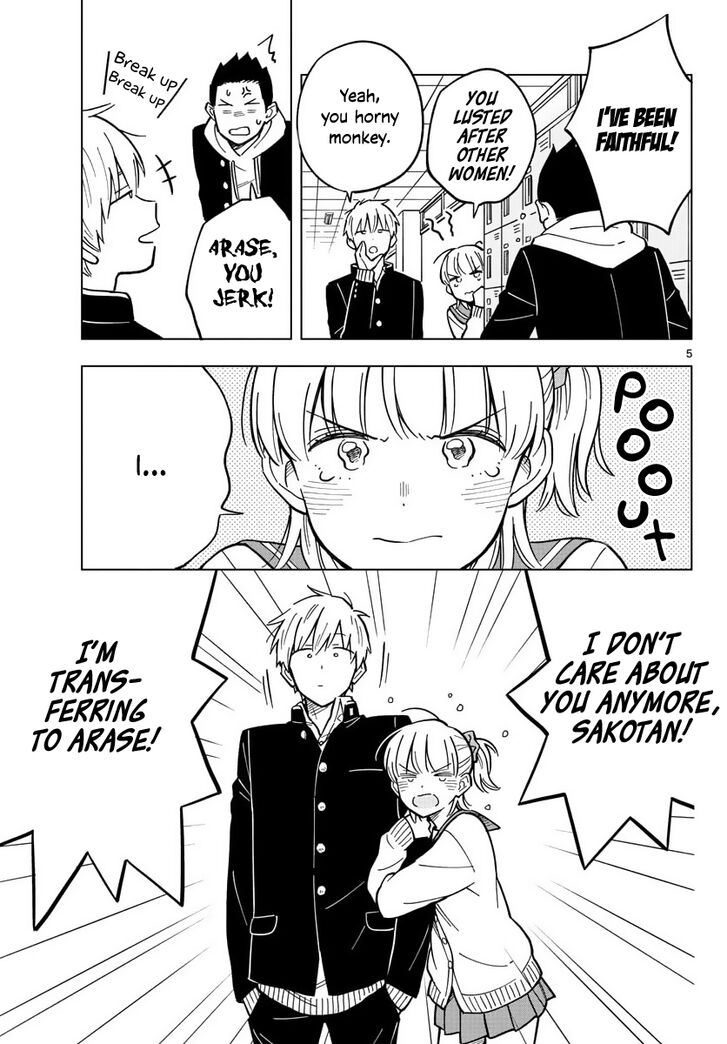 I'VE BEEN
FAITHFUL!
YOU
LUSTED
AFTER
OTHER
WOMEN!
Yeah,
you horny
monkey.
Break up
Break up
ARASE,
YOU
JERK!
5
POOOUT
I...
I DON'T
CARE ABOUT
YOU ANYMORE,
SAKOTAN!
I'M
TRANS-
FERRING
TO ARASE!